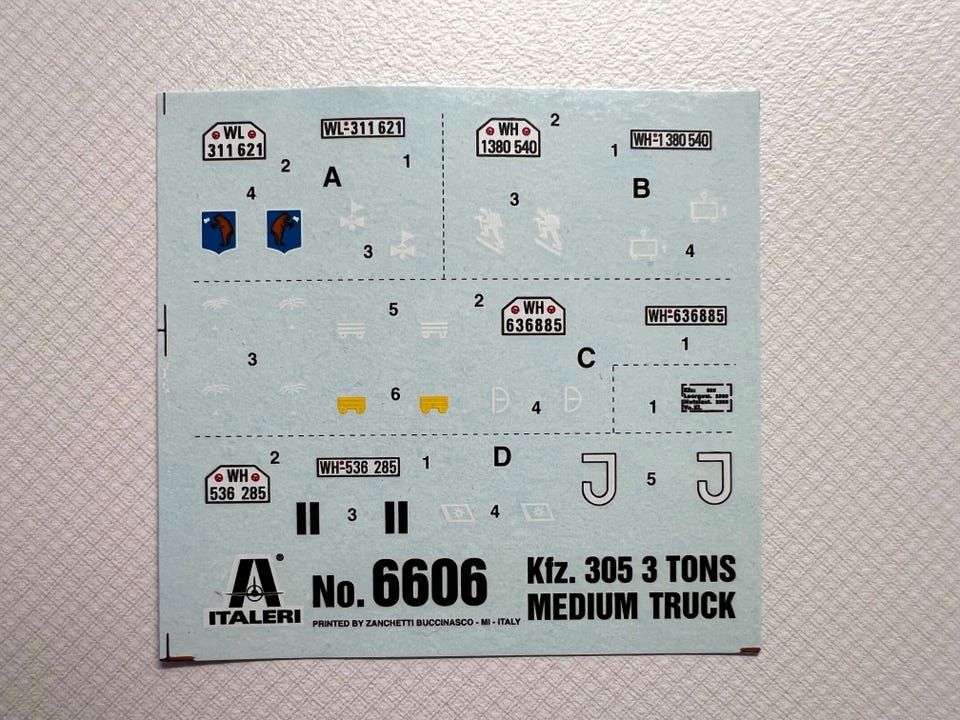 WL
311 621
WL-311 621
2
1
A
4
3
WH
1380 540
2
1
WH-1 380 540
3
B
4
5
2
WH
636885
WH-636885
1
3
C
6
4
1
WH
536 285
2
WH-536 285
1
D
5
3
4
J
J
ITALERI
®
No. 6606
PRINTED BY ZANCHETTI BUCCINASCO - MI - ITALY
Kfz. 305 3 TONS
MEDIUM TRUCK